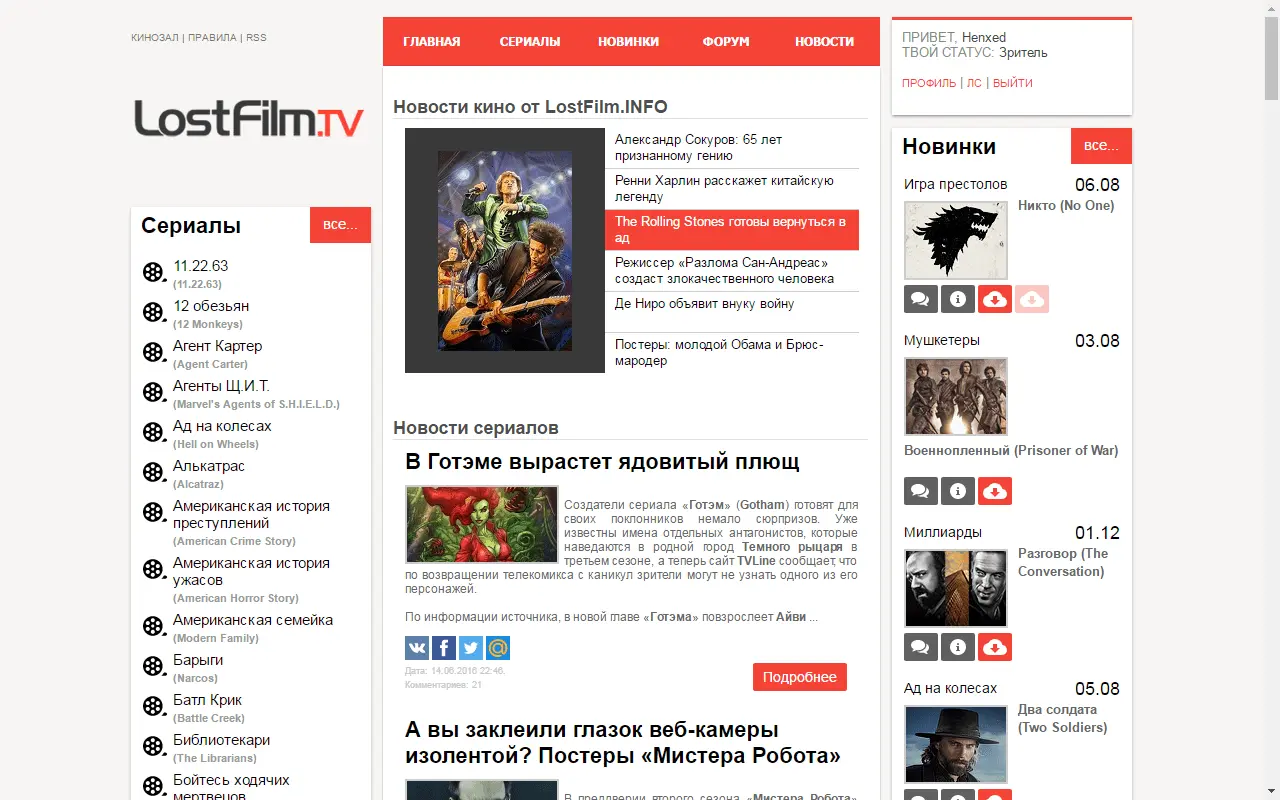 КИНОЗАЛ | ПРАВИЛА | RSS
LostFilm.TV
Сериалы
все...
11.22.63
(11.22.63)
12 обезьян
(12 Monkeys)
Агент Картер
(Agent Carter)
Агенты Щ.И.Т.
(Marvel's Agents of S.H.I.E.L.D.)
Ад на колесах
(Hell on Wheels)
Алькатрас
(Alcatraz)
Американская история
преступлений
(American Crime Story)
Американская история
ужасов
(American Horror Story)
Американская семейка
(Modern Family)
Барыги
(Narcos)
Батл Крик
(Battle Creek)
Библиотекари
(The Librarians)
Бойтесь ходячих
мертвецов
ГЛАВНАЯ СЕРИАЛЫ НОВИНКИ ФОРУМ НОВОСТИ
Новости кино от LostFilm.INFO
Александр Сокуров: 65 лет
признанному гению
Ренни Харлин расскажет китайскую
легенду
The Rolling Stones готовы вернуться в
ад
Режиссер «Разлома Сан-Андреас»
создаст злокачественного человека
Де Ниро объявит внуку войну
Постеры: молодой Обама и Брюс-
мародер
Новости сериалов
В Готэме вырастет ядовитый плющ
Создатели сериала «Готэм» (Gotham) готовят для
своих поклонников немало сюрпризов. Уже
известны имена отдельных антагонистов, которые
наведаются в родной город Темного рыцаря в
третьем сезоне, а теперь сайт TVLine сообщает, что
по возвращении телекомикса с каникул зрители могут не узнать одного из его
персонажей.
По информации источника, в новой главе «Готэма» повзрослеет Айви ...
Дата: 14.06.2016 22:46,
Комментариев: 21
Подробнее
А вы заклеили глазок веб-камеры
изолентой? Постеры «Мистера Робота»
В преддверии второго сезона «Мистера Робота»
ПРИВЕТ, Henxed
ТВОЙ СТАТУС: Зритель
ПРОФИЛЬ | ЛС | ВЫЙТИ
Новинки
все...
Игра престолов 06.08
Никто (No One)
Мушкетеры 03.08
Военнопленный (Prisoner of War)
Миллиарды 01.12
Разговор (The
Conversation)
Ад на колесах 05.08
Два солдата
(Two Soldiers)